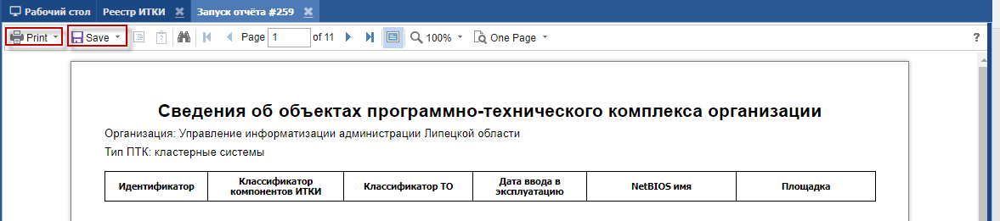 Рабочий стол Реестр ИТКИ Запуск отчёта #259
Print Save Page 1 of 11 100% One Page ?
Сведения об объектах программно-технического комплекса организации
Организация: Управление информатизации администрации Липецкой области
Тип ПТК: кластерные системы
Идентификатор Классификатор компонентов ИТКИ Классификатор ТО Дата ввода в эксплуатацию NetBIOS имя Площадка